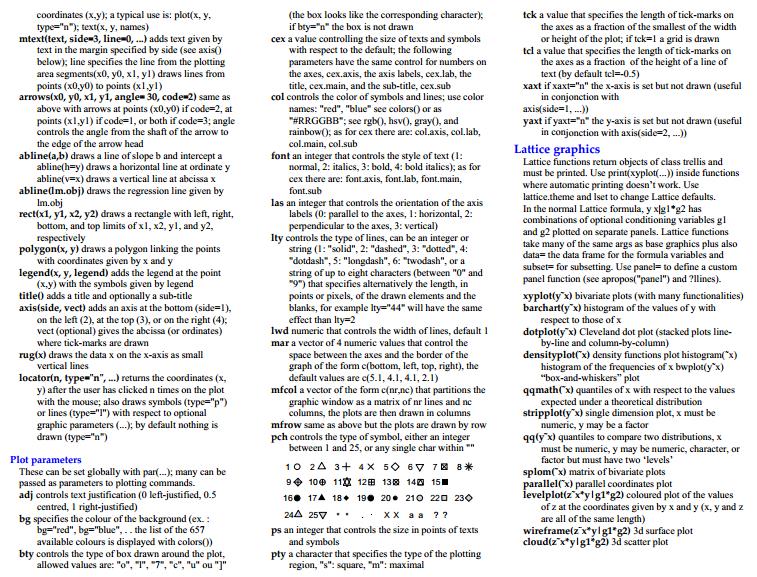 coordinates (x,y); a typical use is: plot(x, y,
type="n"); text(x, y, names)
mtext(text, side=3, line=0, ...) adds text given by
text in the margin specified by side (see axis()
below); line specifies the line from the plotting
area segments(x0, y0, x1, y1) draws lines from
points (x0,y0) to points (x1,y1)
arrows(x0, y0, x1, y1, angle= 30, code=2) same as
above with arrows at points (x0,y0) if code=2, at
points (x1,y1) if code=1, or both if code=3; angle
controls the angle from the shaft of the arrow to
the edge of the arrow head
abline(a,b) draws a line of slope b and intercept a
abline(h=y) draws a horizontal line at ordinate y
abline(v=x) draws a vertical line at abcissa x
abline(lm.obj) draws the regression line given by
lm.obj
rect(x1, y1, x2, y2) draws a rectangle with left, right,
bottom, and top limits of x1, x2, y1, and y2,
respectively
polygon(x, y) draws a polygon linking the points
with coordinates given by x and y
legend(x, y, legend) adds the legend at the point
(x,y) with the symbols given by legend
title() adds a title and optionally a sub-title
axis(side, vect) adds an axis at the bottom (side=1),
on the left (2), at the top (3), or on the right (4);
vect (optional) gives the abcissa (or ordinates)
where tick-marks are drawn
rug(x) draws the data x on the x-axis as small
vertical lines
locator(n, type="n", ...) returns the coordinates (x,
y) after the user has clicked n times on the plot
with the mouse; also draws symbols (type="p")
or lines (type="l") with respect to optional
graphic parameters (...); by default nothing is
drawn (type="n")
Plot parameters
These can be set globally with par(...); many can be
passed as parameters to plotting commands.
adj controls text justification (0 left-justified, 0.5
centred, 1 right-justified)
bg specifies the colour of the background (ex. :
bg="red", bg="blue", . . the list of the 657
available colours is displayed with colors())
bty controls the type of box drawn around the plot,
allowed values are: "o", "l", "7", "c", "u" ou "]"
(the box looks like the corresponding character);
if bty="n" the box is not drawn
cex a value controlling the size of texts and symbols
with respect to the default; the following
parameters have the same control for numbers on
the axes, cex.axis, the axis labels, cex.lab, the
title, cex.main, and the sub-title, cex.sub
col controls the color of symbols and lines; use color
names: "red", "blue" see colors() or as
"#RRGGBB"; see rgb(), hsv(), gray(), and
rainbow(); as for cex there are: col.axis, col.lab,
col.main, col.sub
font an integer that controls the style of text (1:
normal, 2: italics, 3: bold, 4: bold italics); as for
cex there are: font.axis, font.lab, font.main,
font.sub
las an integer that controls the orientation of the axis
labels (0: parallel to the axes, 1: horizontal, 2:
perpendicular to the axes, 3: vertical)
lty controls the type of lines, can be an integer or
string (1: "solid", 2: "dashed", 3: "dotted", 4:
"dotdash", 5: "longdash", 6: "twodash", or a
string of up to eight characters (between "0" and
"9") that specifies alternatively the length, in
points or pixels, of the drawn elements and the
blanks, for example lty="44" will have the same
effect than lty=2
lwd numeric that controls the width of lines, default 1
mar a vector of 4 numeric values that control the
space between the axes and the border of the
graph of the form c(bottom, left, top, right), the
default values are c(5.1, 4.1, 4.1, 2.1)
mfcol a vector of the form c(nr,nc) that partitions the
graphic window as a matrix of nr lines and nc
columns, the plots are then drawn in columns
mfrow same as above but the plots are drawn by row
pch controls the type of symbol, either an integer
between 1 and 25, or any single char within ""
1 2 3 4 5 6 7 8
9 10 11 12 13 14 15
16 17 18 19 20 21 22 23
24 25 * * . . X X a a ? ?
ps an integer that controls the size in points of texts
and symbols
pty a character that specifies the type of the plotting
region, "s": square, "m": maximal
tck a value that specifies the length of tick-marks on
the axes as a fraction of the smallest of the width
or height of the plot; if tck=1 a grid is drawn
tcl a value that specifies the length of tick-marks on
the axes as a fraction of the height of a line of
text (by default tcl=-0.5)
xaxt if xaxt="n" the x-axis is set but not drawn (useful
in conjunction with
axis(side=1, ...))
yaxt if yaxt="n" the y-axis is set but not drawn (useful
in conjunction with axis(side=2, ...))
Lattice graphics
Lattice functions return objects of class trellis and
must be printed. Use print(xyplot(...)) inside functions
where automatic printing doesn't work. Use
lattice.theme and lset to change Lattice defaults.
In the normal Lattice formula, y x|g1*g2 has
combinations of optional conditioning variables g1
and g2 plotted on separate panels. Lattice functions
take many of the same args as base graphics plus also
data= the data frame for the formula variables and
subset= for subsetting. Use panel= to define a custom
panel function (see apropos("panel") and ?llines).
xyplot(y~x) bivariate plots (with many functionalities)
barchart(y~x) histogram of the values of y with
respect to those of x
dotplot(y~x) Cleveland dot plot (stacked plots line-
by-line and column-by-column)
densityplot(~x) density functions plot histogram(~x)
histogram of the frequencies of x bwplot(y~x)
“box-and-whiskers” plot
qqmath(~x) quantiles of x with respect to the values
expected under a theoretical distribution
stripplot(y~x) single dimension plot, x must be
numeric, y may be a factor
qq(y~x) quantiles to compare two distributions, x
must be numeric, y may be numeric, character, or
factor but must have two ‘levels’
splom(~x) matrix of bivariate plots
parallel(~x) parallel coordinates plot
levelplot(z~x*y|g1*g2) coloured plot of the values
of z at the coordinates given by x and y (x, y and z
are all of the same length)
wireframe(z~x*y|g1*g2) 3d surface plot
cloud(z~x*y|g1*g2) 3d scatter plot